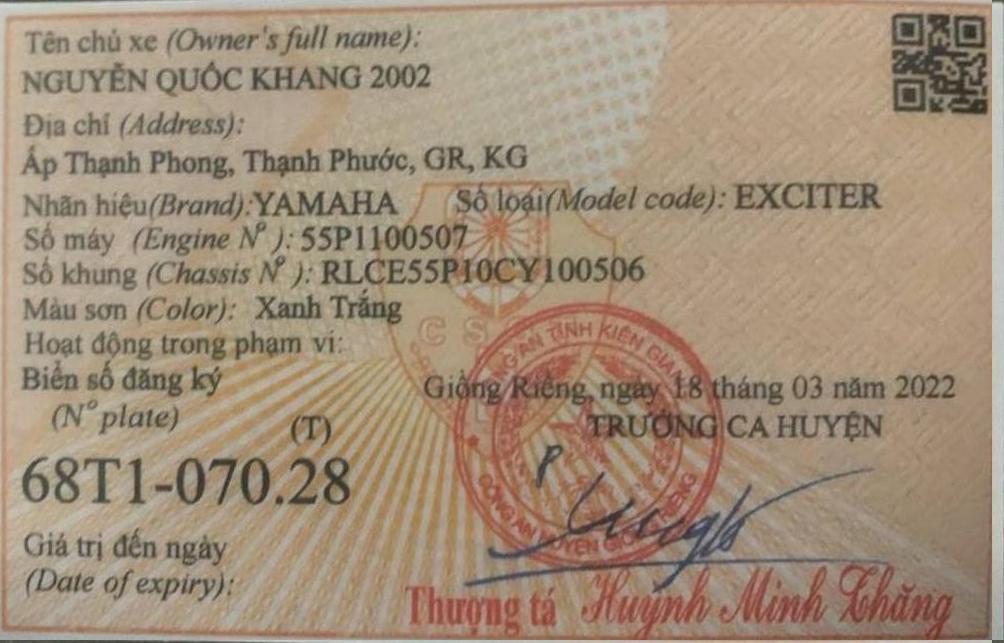 Tên chủ xe (Owner's full name):
NGUYỄN QUỐC KHANG 2002
Địa chỉ (Address):
Ấp Thạnh Phong, Thạnh Phước, GR, KG
Nhãn hiệu(Brand):YAMAHA Số loại(Model code): EXCITER
Số máy (Engine Nº ): 55P1100507
Số khung (Chassis Nº ): RLCE55P10CY100506
Màu sơn (Color): Xanh Trắng
Hoạt động trong phạm vi:
Biển số đăng ký
(Nº plate)
(T)
68T1-070.28
Giá trị đến ngày
(Date of expiry):
Giồng Riềng, ngày 18 tháng 03 năm 2022
TRƯỞNG CA HUYỆN
CÔNG AN TỈNH KIÊN GIANG
CÔNG AN HUYỆN GIỒNG RIỀNG
Thượng tá Huỳnh Minh Thăng